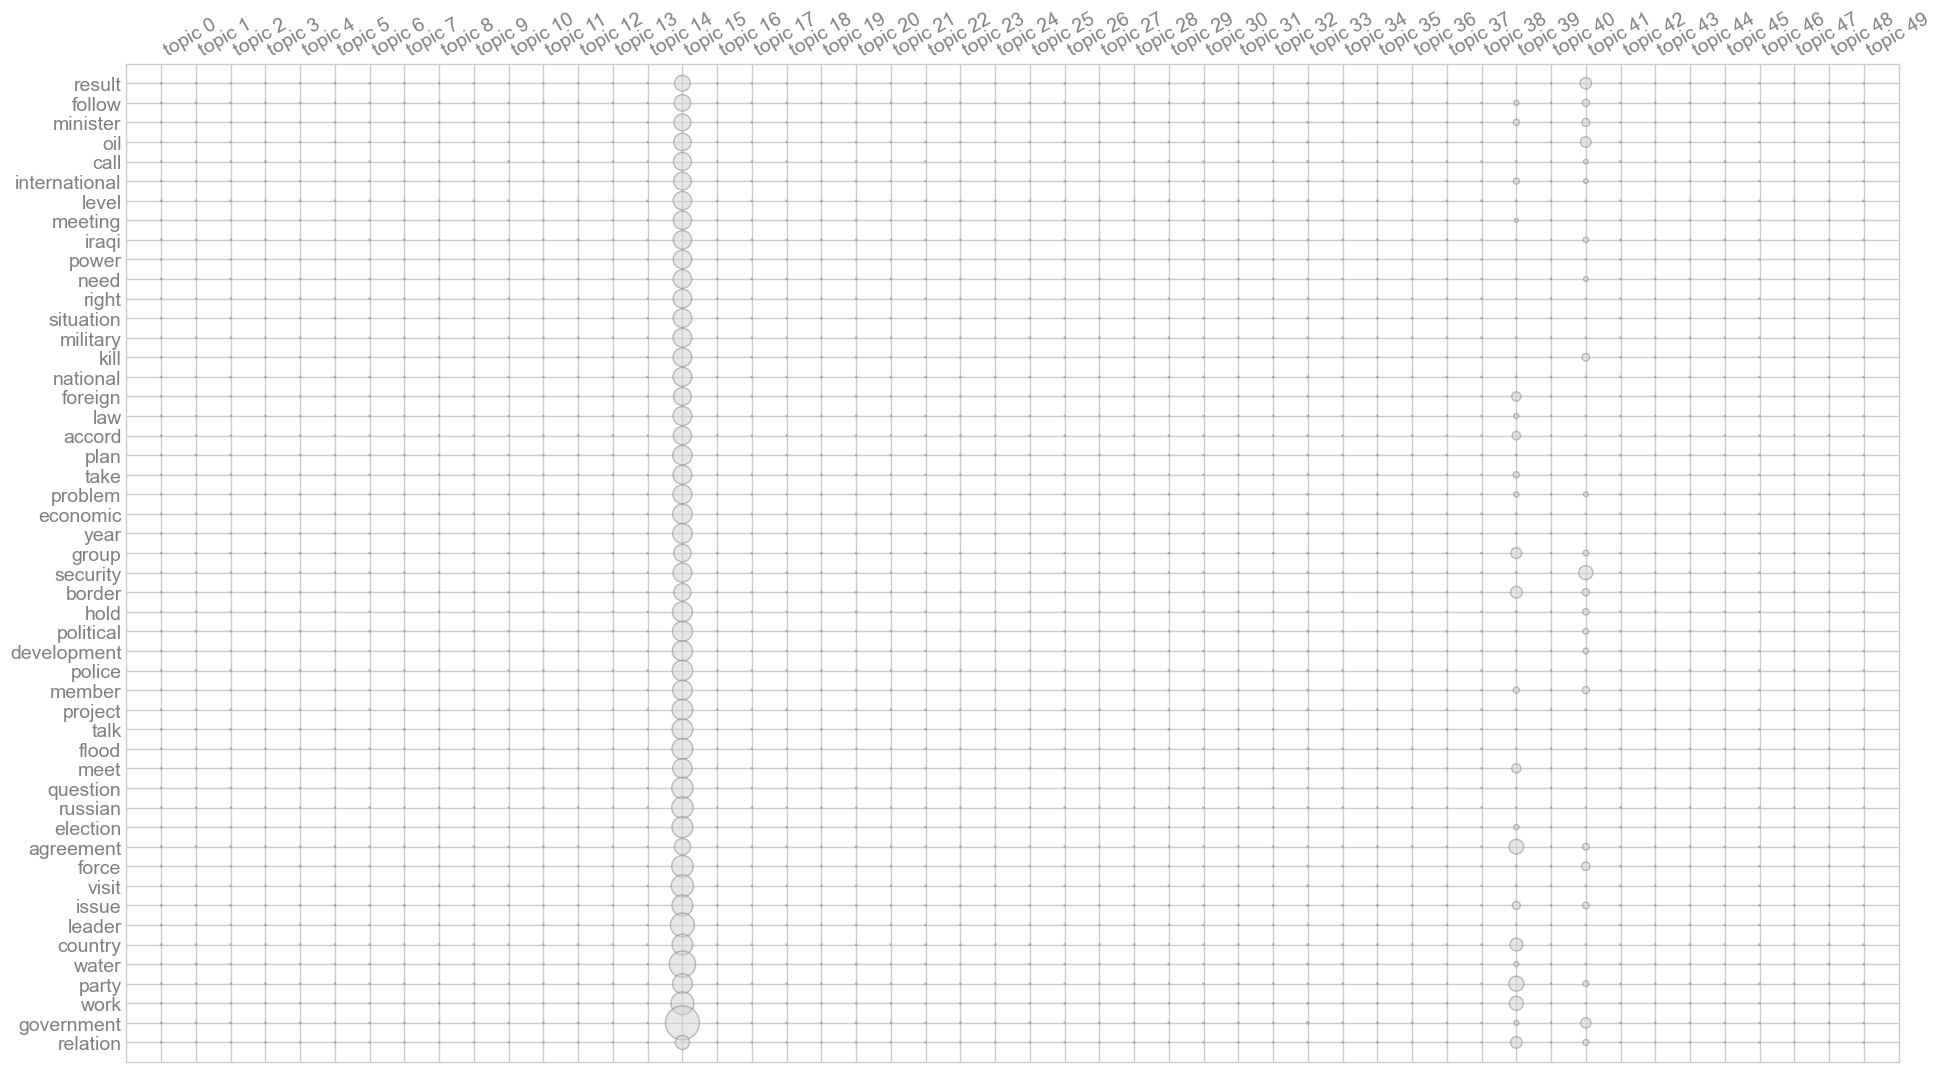 topic 0 topic 1 topic 2 topic 3 topic 4 topic 5 topic 6 topic 7 topic 8 topic 9 topic 10 topic 11 topic 12 topic 13 topic 14 topic 15 topic 16 topic 17 topic 18 topic 19 topic 20 topic 21 topic 22 topic 23 topic 24 topic 25 topic 26 topic 27 topic 28 topic 29 topic 30 topic 31 topic 32 topic 33 topic 34 topic 35 topic 36 topic 37 topic 38 topic 39 topic 40 topic 41 topic 42 topic 43 topic 44 topic 45 topic 46 topic 47 topic 48 topic 49
result
follow
minister
oil
call
international
level
meeting
iraqi
power
need
right
situation
military
kill
national
foreign
law
accord
plan
take
problem
economic
year
group
security
border
hold
political
development
police
member
project
talk
flood
meet
question
russian
election
agreement
force
visit
issue
leader
country
water
party
work
government
relation